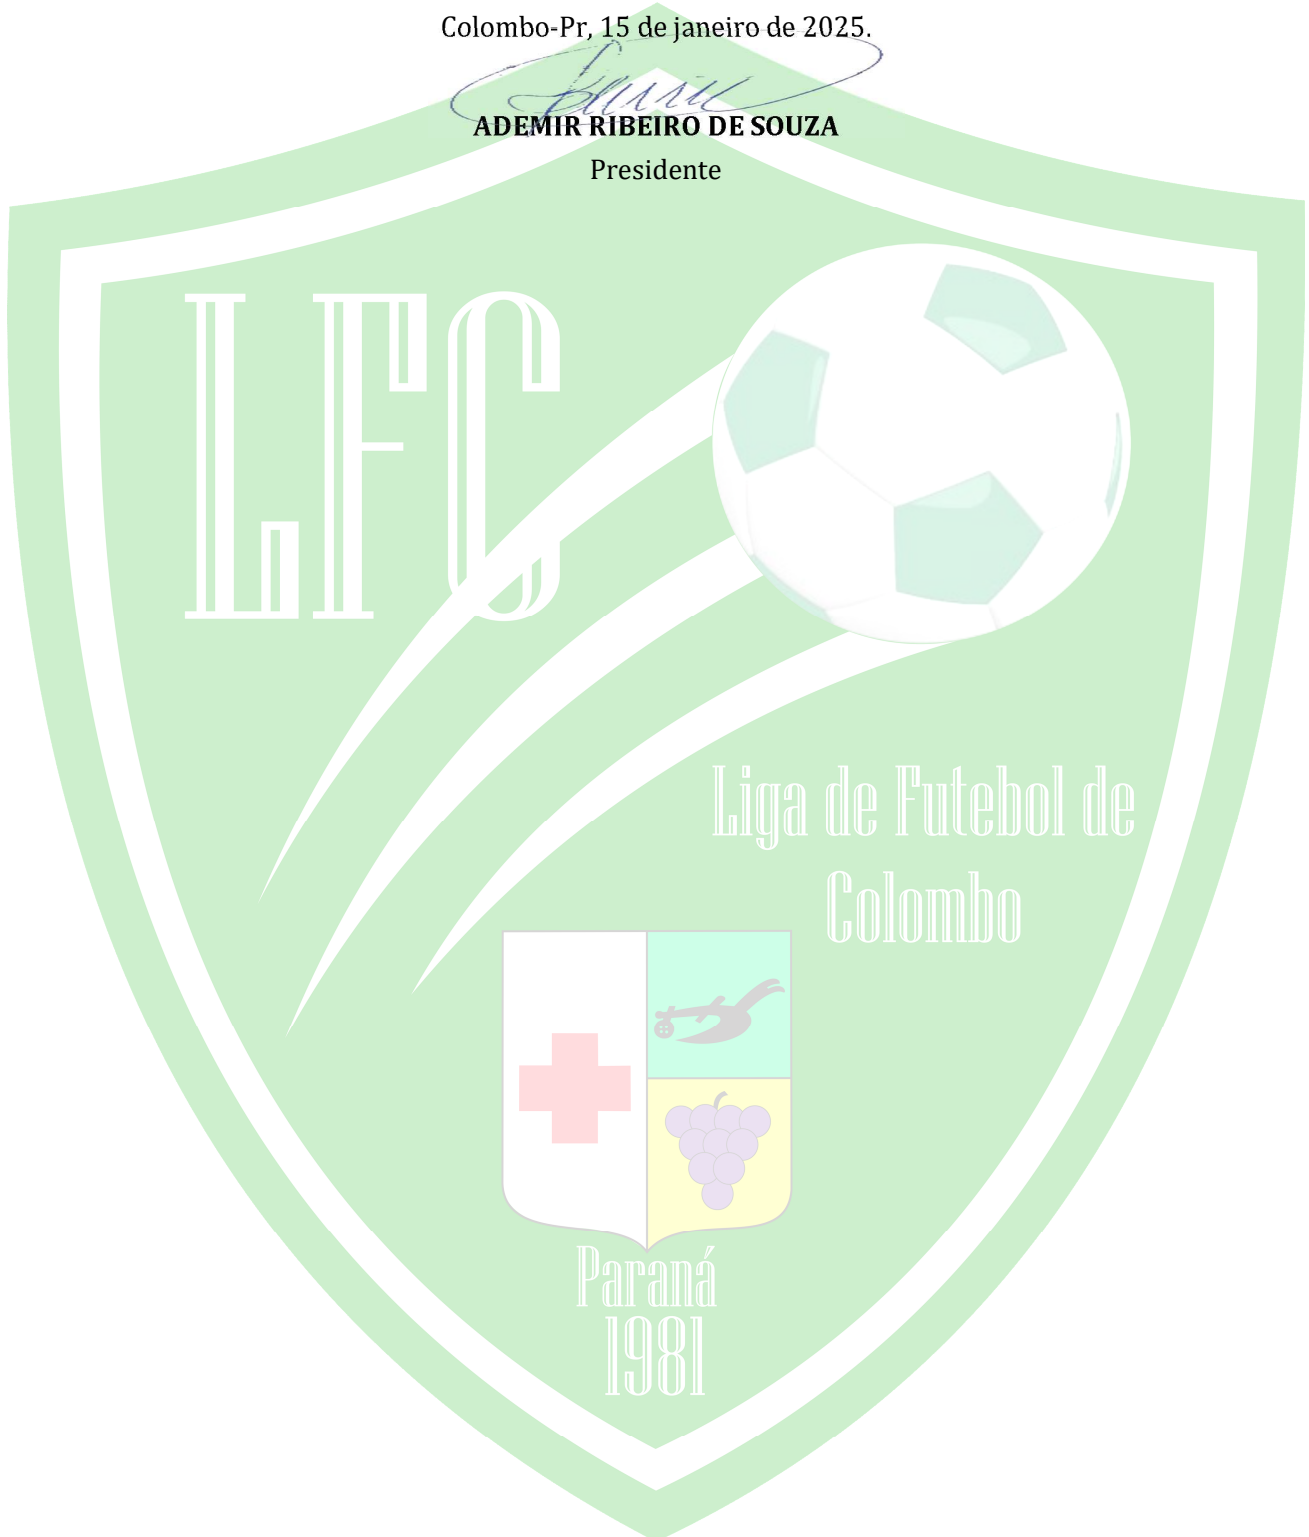 Colombo-Pr, 15 de janeiro de 2025.
ADEMIR RIBEIRO DE SOUZA
Presidente
LFC
Liga de Futebol de
Colombo
Paraná
1981